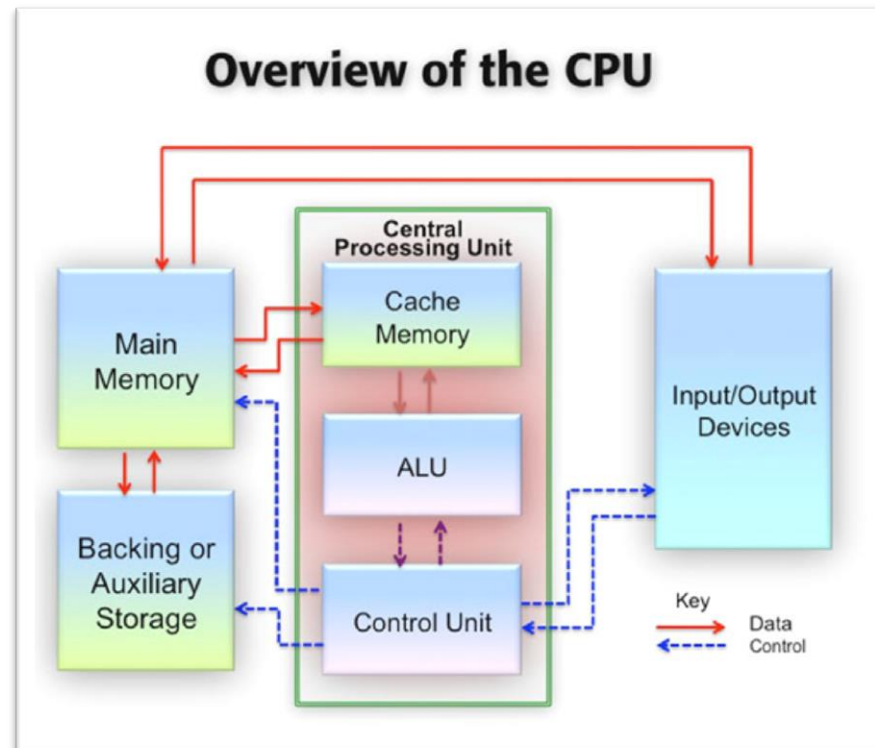 Overview of the CPU
Central
Processing Unit
Cache
Memory
Main
Memory
Input/Output
Devices
ALU
Backing or
Auxiliary
Storage
Control Unit
Key
Data
Control